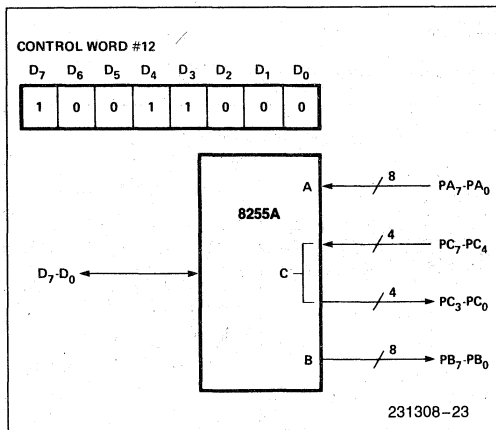 CONTROL WORD #12
D7 D6 D5 D4 D3 D2 D1 D0
1 0 0 1 1 0 0 0
A
8
PA7-PA0
8255A
4
PC7-PC4
D7-D0
C
4
PC3-PC0
B
8
PB7-PB0
231308-23